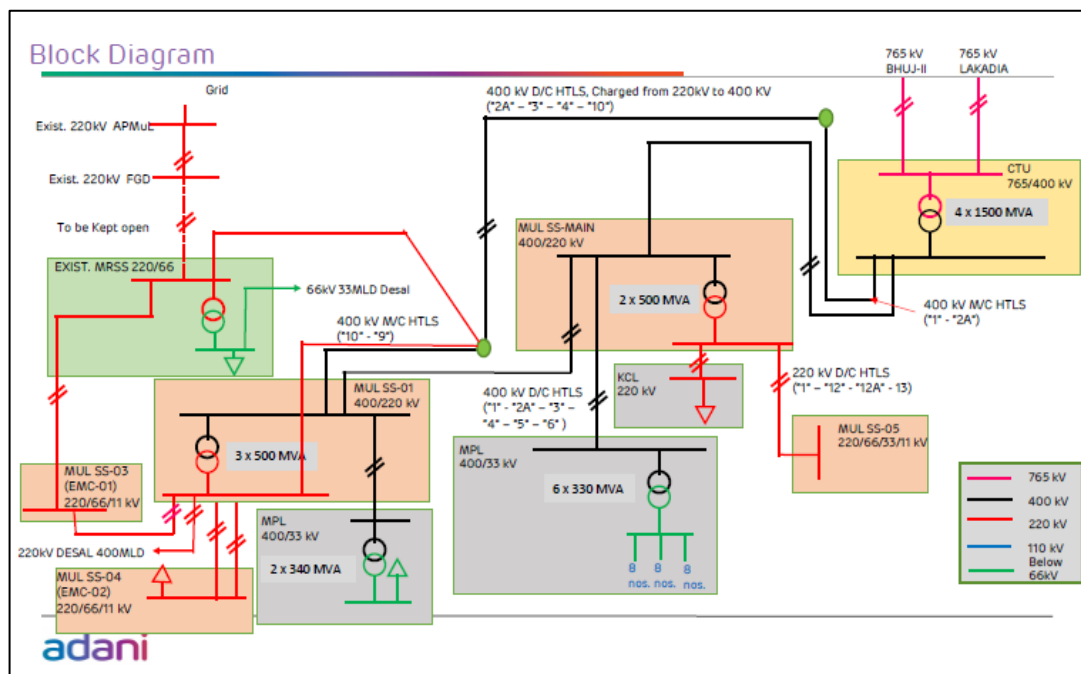 Block Diagram
765 kV
BHUJ-II
765 kV
LAKADIA
Grid
400 kV D/C HTLS, Charged from 220kV to 400 KV
("2A" – "3" – "4" – "10")
Exist. 220kV APMuL
Exist. 220kV FGD
To be Kept open
CTU
765/400 kV
4 x 1500 MVA
MUL SS-MAIN
400/220 kV
2 x 500 MVA
EXIST. MRSS 220/66
66kV 33MLD Desal
400 kV M/C HTLS
("10" - "9")
400 kV M/C HTLS
("1" - "2A")
KCL
220 kV
220 kV D/C HTLS
("1" – "12" - "12A" - 13)
400 kV D/C HTLS
("1" - "2A" – "3" –
"4" – "5" – "6" )
MUL SS-01
400/220 kV
3 x 500 MVA
MUL SS-05
220/66/33/11 kV
MUL SS-03
(EMC-01)
220/66/11 kV
MPL
400/33 kV
6 x 330 MVA
8
nos.
8
nos.
8
nos.
MPL
400/33 kV
2 x 340 MVA
220kV DESAL 400MLD
MUL SS-04
(EMC-02)
220/66/11 kV
765 kV
400 kV
220 kV
110 kV
Below
66kV
adani